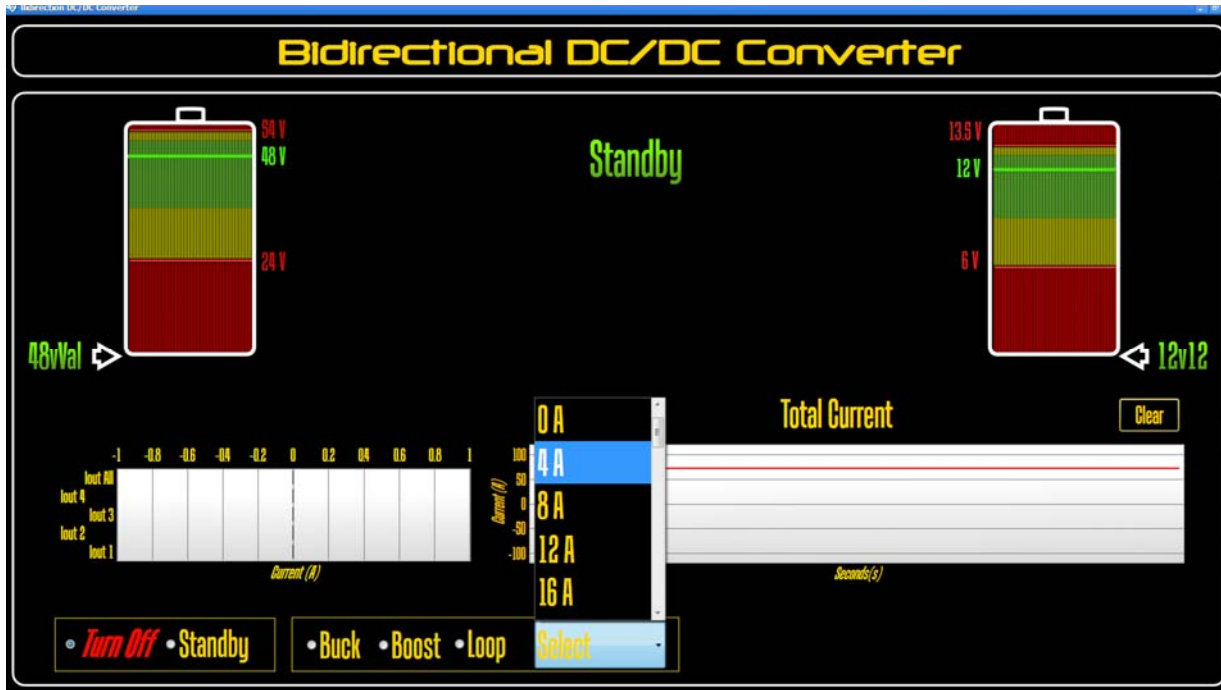 Bidirection DC/DC Converter
Bidirectional DC/DC Converter
54 V
48 V
24 V
Standby
13.5 V
12 V
6 V
48vVal
12v12
Total Current
Clear
-1 -0.8 -0.6 -0.4 -0.2 0 0.2 0.4 0.6 0.8 1
Iout All
Iout 4
Iout 3
Iout 2
Iout 1
Current (A)
100
50
0
-50
-100
Current (A)
Seconds(s)
0 A
4 A
8 A
12 A
16 A
Turn Off Standby
Buck Boost Loop Select